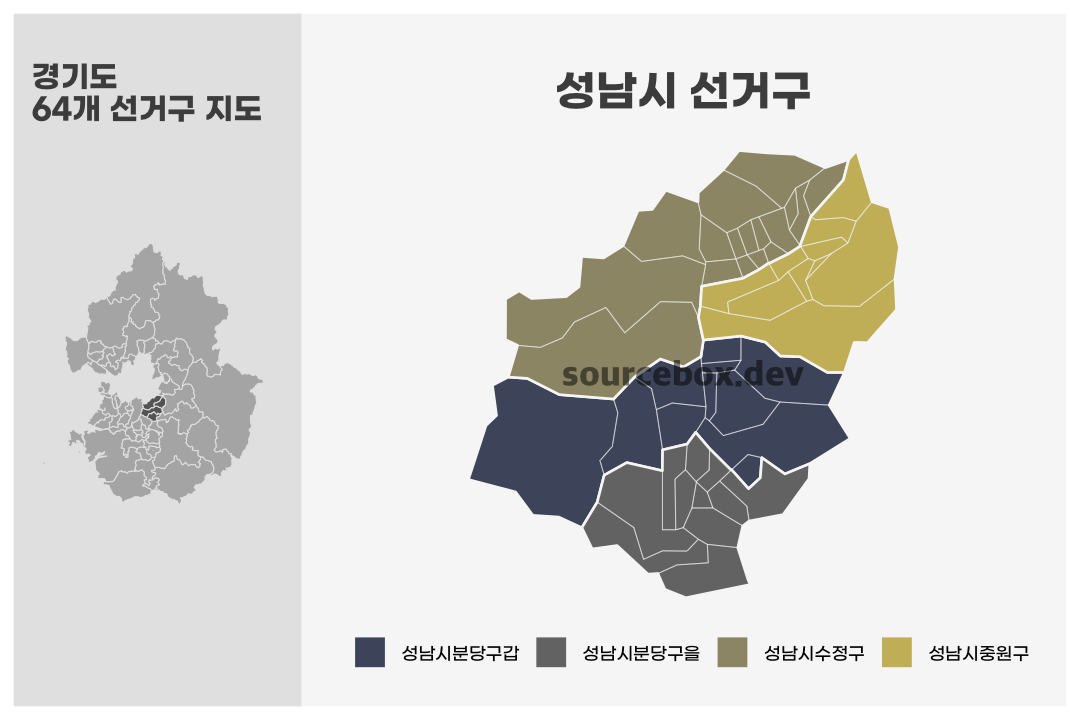 경기도
64개 선거구 지도
성남시 선거구
sourcebox.dev
성남시분당구갑
성남시분당구을
성남시수정구
성남시중원구